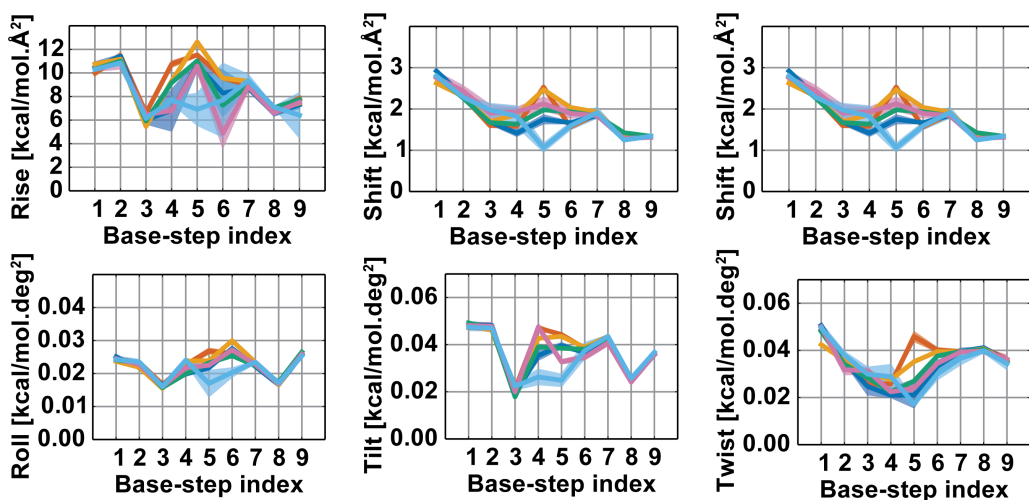 Rise [kcal/mol.Å²]
12
10
8
6
4
2
0
1 2 3 4 5 6 7 8 9
Base-step index
Shift [kcal/mol.Å²]
3
2
1
0
1 2 3 4 5 6 7 8 9
Base-step index
Shift [kcal/mol.Å²]
3
2
1
0
1 2 3 4 5 6 7 8 9
Base-step index
Roll [kcal/mol.deg²]
0.04
0.03
0.02
0.01
0.00
1 2 3 4 5 6 7 8 9
Base-step index
Tilt [kcal/mol.deg²]
0.06
0.04
0.02
0.00
1 2 3 4 5 6 7 8 9
Base-step index
Twist [kcal/mol.deg²]
0.06
0.04
0.02
0.00
1 2 3 4 5 6 7 8 9
Base-step index